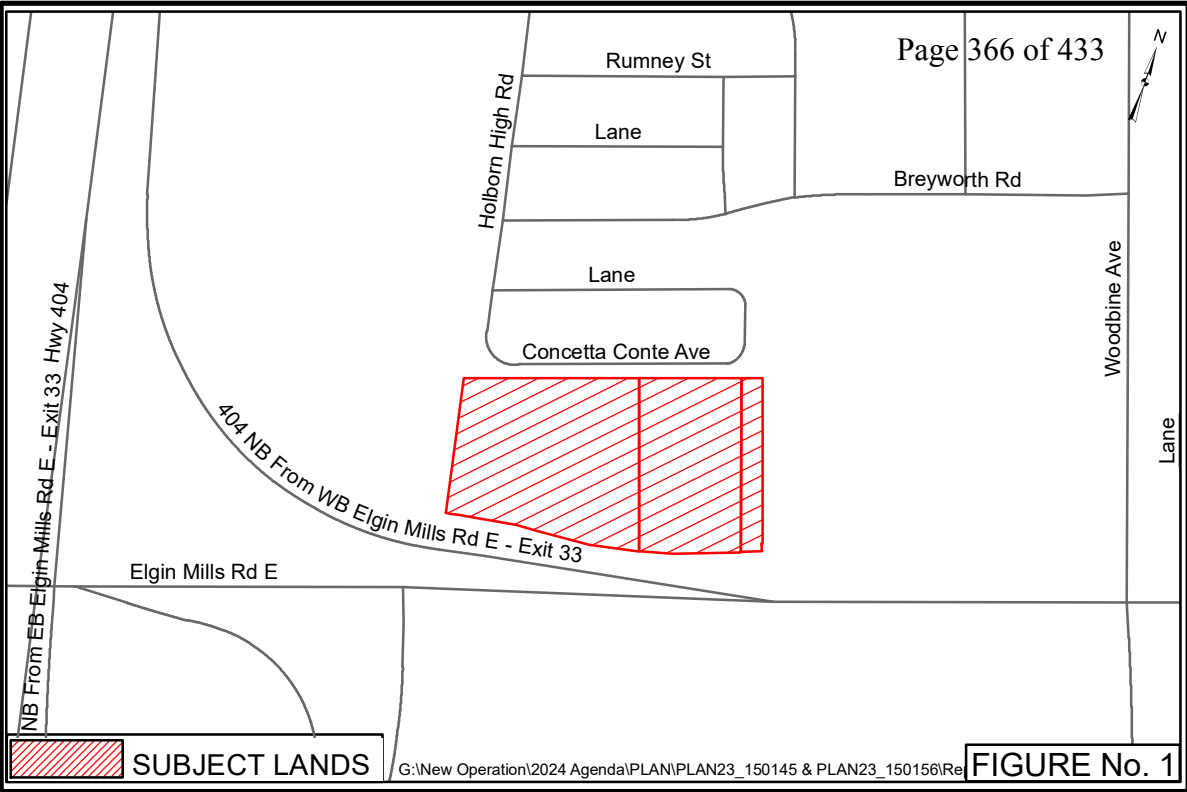 Page 366 of 433
N
Rumney St
Lane
Holborn High Rd
Breyworth Rd
Lane
Woodbine Ave
Concetta Conte Ave
Hwy 404
NB From EB Elgin Mills Rd E - Exit 33
404 NB From WB Elgin Mills Rd E - Exit 33
Lane
Elgin Mills Rd E
SUBJECT LANDS
G:\New Operation\2024 Agenda\PLAN\PLAN23_150145 & PLAN23_150156\Re
FIGURE No. 1